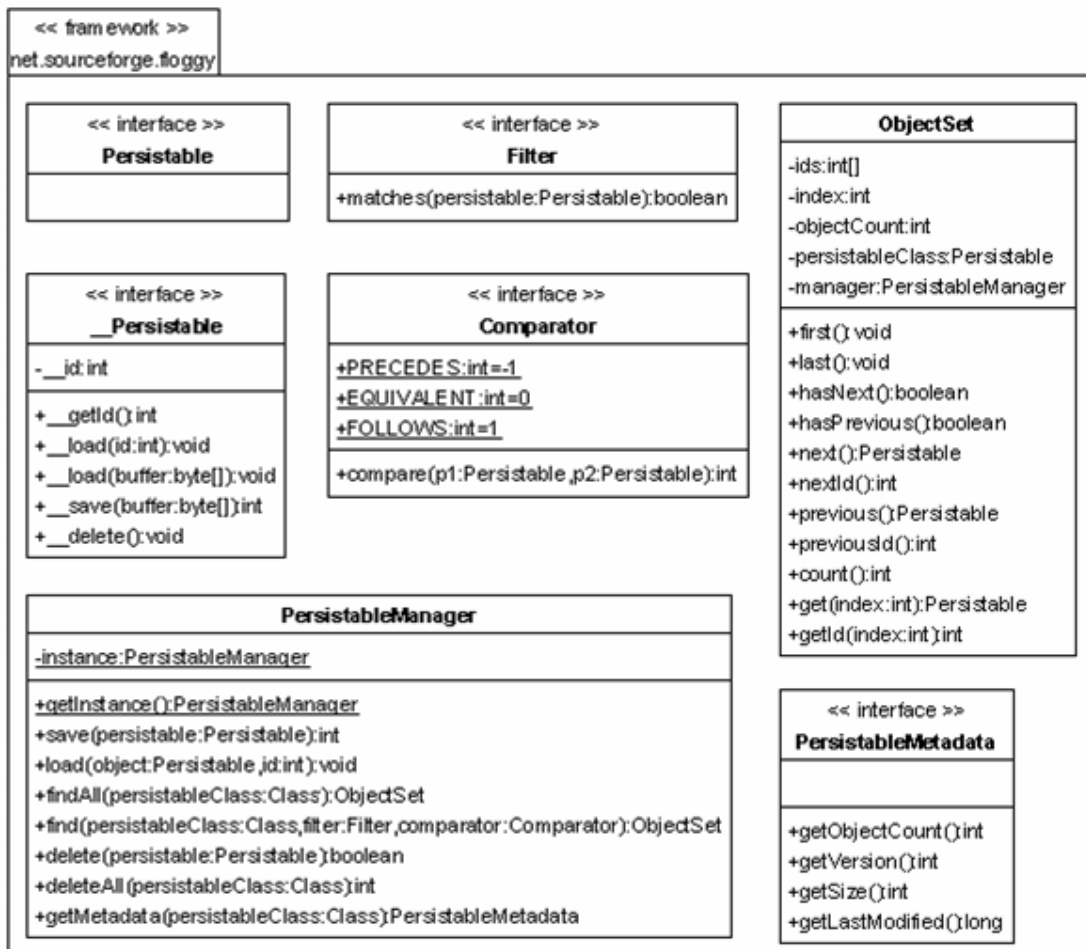 << framework >>
net.sourceforge.floggy
<< interface >>
Persistable
<< interface >>
Filter
+matches(persistable:Persistable):boolean
ObjectSet
-ids:int[]
-index:int
-objectCount:int
-persistableClass:Persistable
-manager:PersistableManager
+first():void
+last():void
+hasNext():boolean
+hasPrevious():boolean
+next():Persistable
+nextId():int
+previous():Persistable
+previousId():int
+count():int
+get(index:int):Persistable
+getId(index:int):int
<< interface >>
__Persistable
-__id:int
+__getId():int
+__load(id:int):void
+__load(buffer:byte[]):void
+__save(buffer:byte[]):int
+__delete():void
<< interface >>
Comparator
+PRECEDES:int=-1
+EQUIVALENT:int=0
+FOLLOWS:int=1
+compare(p1:Persistable,p2:Persistable):int
PersistableManager
-instance:PersistableManager
+getInstance():PersistableManager
+save(persistable:Persistable):int
+load(object:Persistable,id:int):void
+findAll(persistableClass:Class):ObjectSet
+find(persistableClass:Class,filter:Filter,comparator:Comparator):ObjectSet
+delete(persistable:Persistable):boolean
+deleteAll(persistableClass:Class):int
+getMetadata(persistableClass:Class):PersistableMetadata
<< interface >>
PersistableMetadata
+getObjectCount():int
+getVersion():int
+getSize():int
+getLastModified():long